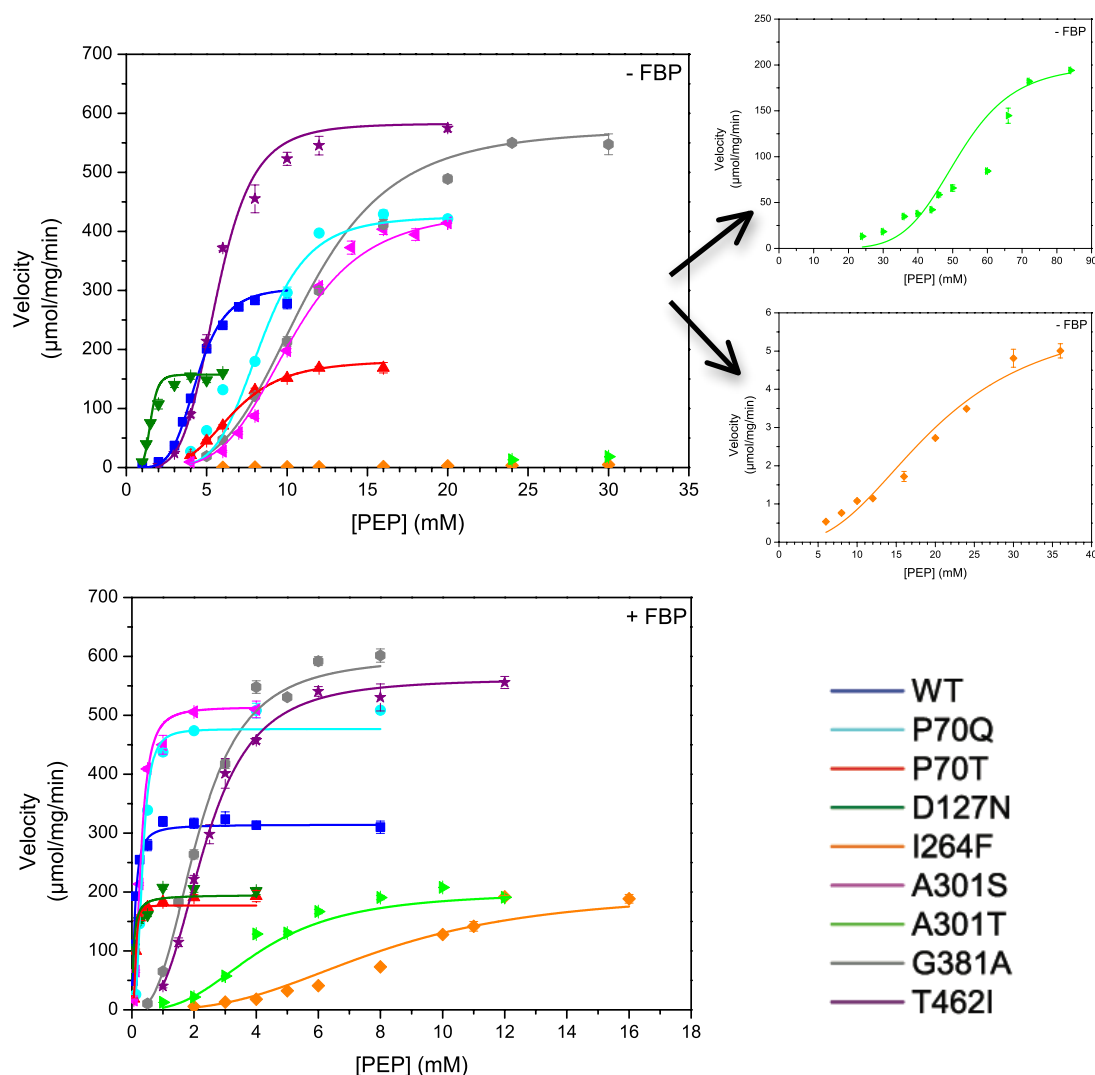 - FBP
700
600
500
400
300
200
100
0
0 5 10 15 20 25 30 35
Velocity
(μmol/mg/min)
[PEP] (mM)
- FBP
250
200
150
100
50
0
0 10 20 30 40 50 60 70 80 90
Velocity
(μmol/mg/min)
[PEP] (mM)
- FBP
6
5
4
3
2
1
0
0 5 10 15 20 25 30 35 40
Velocity
(μmol/mg/min)
[PEP] (mM)
+ FBP
700
600
500
400
300
200
100
0
0 2 4 6 8 10 12 14 16 18
Velocity
(μmol/mg/min)
[PEP] (mM)
WT
P70Q
P70T
D127N
I264F
A301S
A301T
G381A
T462I